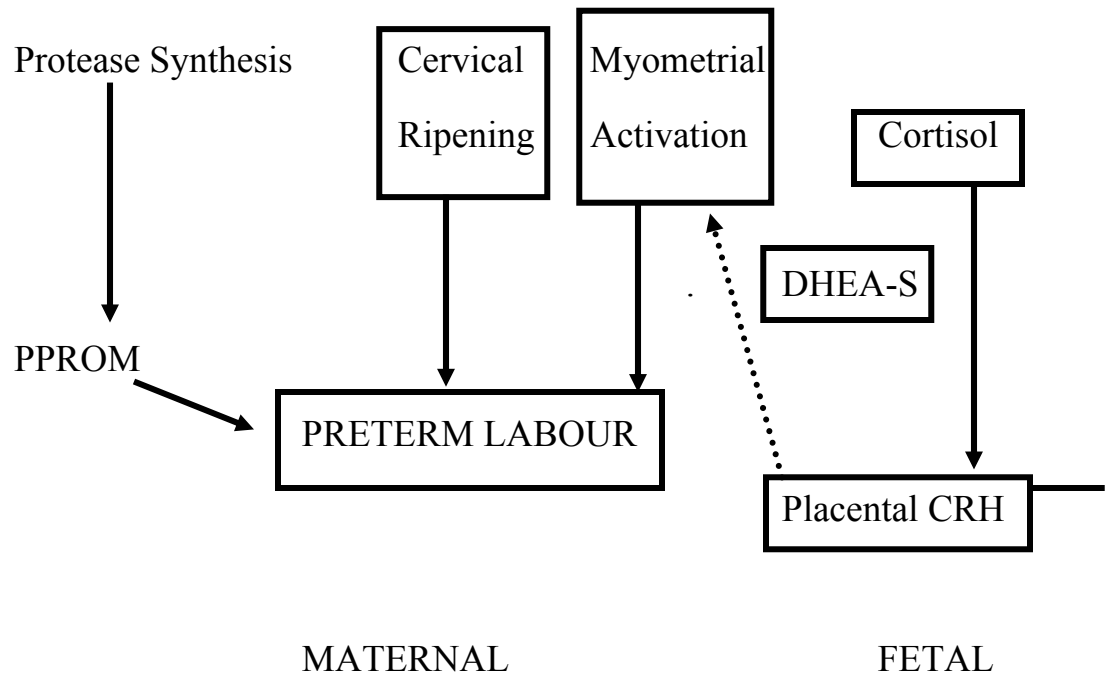 Protease Synthesis
Cervical
Ripening
Myometrial
Activation
Cortisol
DHEA-S
PPROM
PRETERM LABOUR
Placental CRH
MATERNAL
FETAL